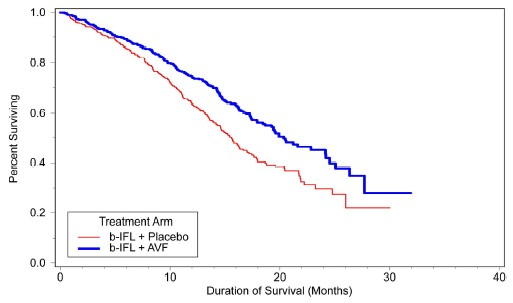 1.0
0.8
0.6
0.4
0.2
0.0
Percent Surviving
Treatment Arm
b-IFL + Placebo
b-IFL + AVF
0 10 20 30 40
Duration of Survival (Months)